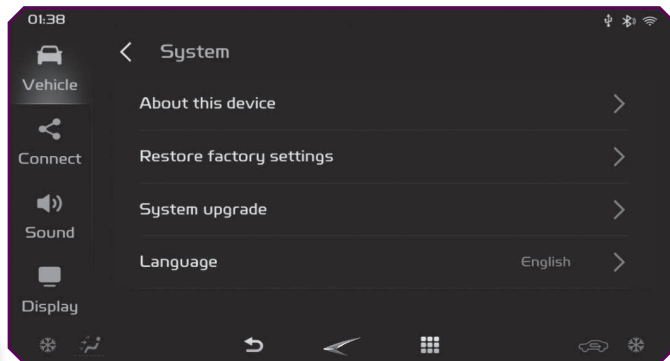 01:38
System
Vehicle
About this device
Connect
Restore factory settings
Sound
System upgrade
Language English
Display